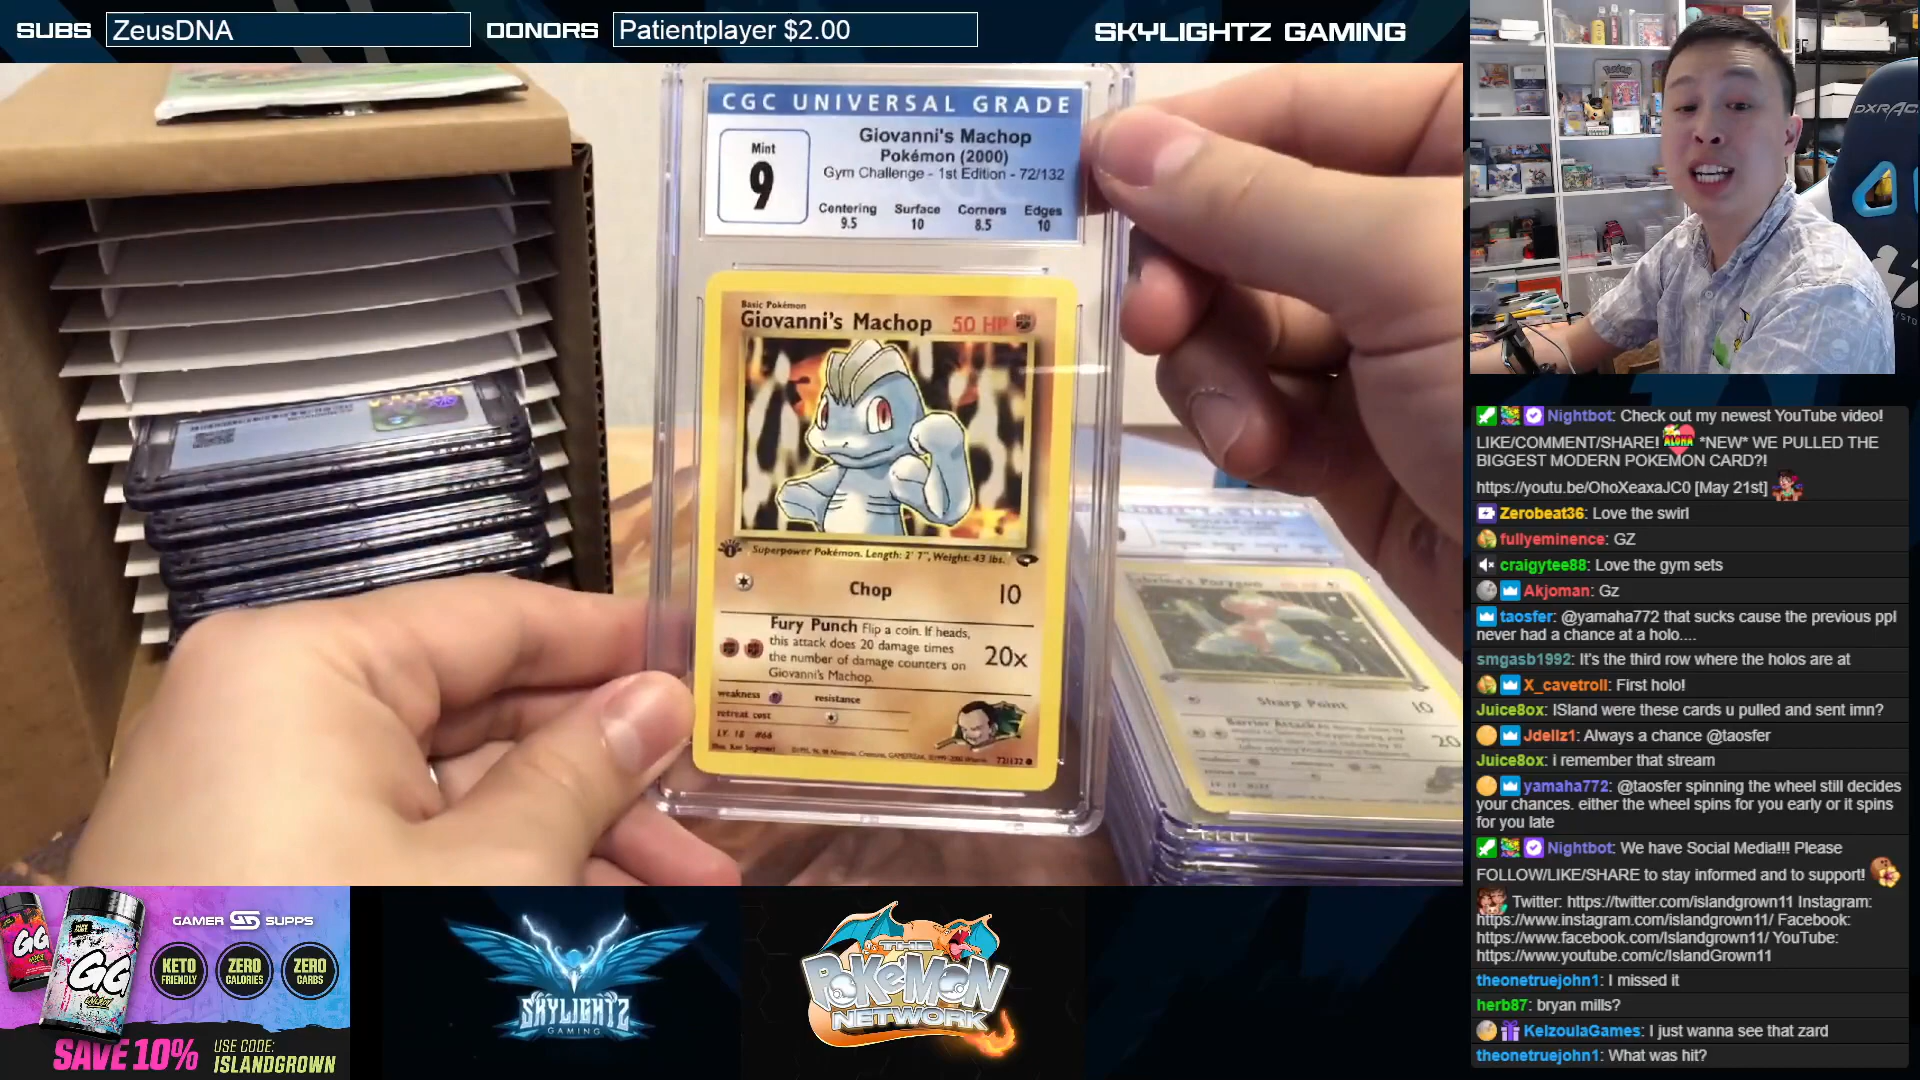 SUBS
ZeusDNA
DONORS
Patientplayer $2.00
SKYLIGHTZ GAMING
CGC UNIVERSAL GRADE
Mint
9
Giovanni's Machop
Pokémon (2000)
Gym Challenge - 1st Edition - 72/132
Centering Surface Corners Edges
9.5 10 8.5 10
Basic Pokémon
Giovanni's Machop 50 HP
Superpower Pokémon. Length: 2' 7", Weight: 43 lbs.
Chop 10
Fury Punch Flip a coin. If heads,
this attack does 20 damage times
the number of damage counters on
Giovanni's Machop.
20x
weakness resistance
retreat cost
LV. 18 #66
72/132
Sabrina's Porygon
Sharp Point 10
20
DXRAC
Nightbot: Check out my newest YouTube video!
LIKE/COMMENT/SHARE! ALOHA *NEW* WE PULLED THE
BIGGEST MODERN POKEMON CARD?!
https://youtu.be/OhoXeaxaJC0 [May 21st]
Zerobeat36: Love the swirl
fullyeminence: GZ
craigytee88: Love the gym sets
Akjoman: Gz
taosfer: @yamaha772 that sucks cause the previous ppl
never had a chance at a holo....
smgasb1992: It's the third row where the holos are at
X_cavetroll: First holo!
Juice8ox: ISland were these cards u pulled and sent imn?
Jdellz1: Always a chance @taosfer
Juice8ox: i remember that stream
yamaha772: @taosfer spinning the wheel still decides
your chances. either the wheel spins for you early or it spins
for you late
Nightbot: We have Social Media!!! Please
FOLLOW/LIKE/SHARE to stay informed and to support!
Twitter: https://twitter.com/islandgrown11 Instagram:
https://www.instagram.com/islandgrown11/ Facebook:
https://www.facebook.com/Islandgrown11/ YouTube:
https://www.youtube.com/c/IslandGrown11
theonetruejohn1: I missed it
herb87: bryan mills?
KelzoulaGames: I just wanna see that zard
theonetruejohn1: What was hit?
GAMER GG SUPPS
GG
GG
KETO
FRIENDLY
ZERO
CALORIES
ZERO
CARBS
SAVE 10%
USE CODE:
ISLANDGROWN
SKYLIGHTZ
GAMING
THE
POKéMON
NETWORK